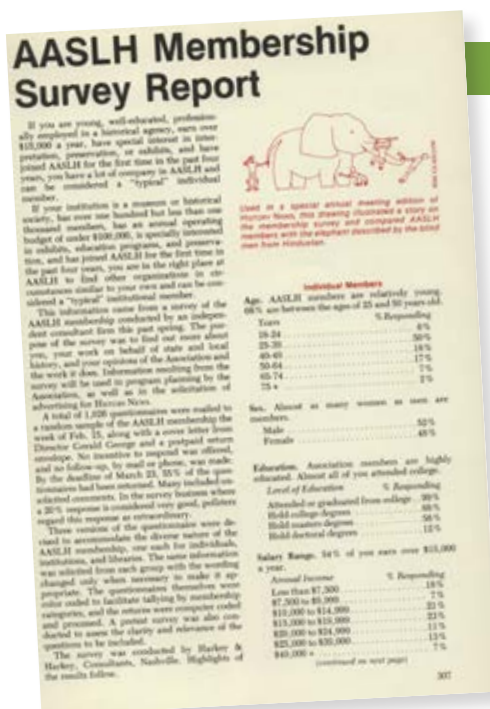 AASLH Membership
Survey Report
If you are young, well-educated, profession-
ally employed in a historical agency, earn over
$15,000 a year, have special interest in inter-
pretation, preservation, or exhibits, and have
joined AASLH for the first time in the past four
years, you have a lot of company in AASLH and
can be considered a "typical" individual
member.
If your institution is a museum or historical
society, has over one hundred but less than one
thousand members, has an annual operating
budget of under $100,000, is specially interested
in exhibits, education programs, and preserva-
tion, and has joined AASLH for the first time in
the past four years, you are in the right place at
AASLH to find other organizations in cir-
cumstances similar to your own and can be con-
sidered a "typical" institutional member.
This information came from a survey of the
AASLH membership conducted by an indepen-
dent consultant firm this past spring. The pur-
pose of the survey was to find out more about
you, your work on behalf of state and local
history, and your opinions of the Association and
the work it does. Information resulting from the
survey will be used in program planning by the
Association, as well as in the solicitation of
advertising for HISTORY NEWS.
A total of 1,026 questionnaires were mailed to
a random sample of the AASLH membership the
week of Feb. 15, along with a cover letter from
Director Gerald George and a postpaid return
envelope. No incentive to respond was offered,
and no follow-up, by mail or phone, was made.
By the deadline of March 23, 55% of the ques-
tionnaires had been returned. Many included un-
solicited comments. In the survey business where
a 20% response is considered very good, pollsters
regard this response as extraordinary.
Three versions of the questionnaire were de-
vised to accommodate the diverse nature of the
AASLH membership, one each for individuals,
institutions, and libraries. The same information
was solicited from each group with the wording
changed only when necessary to make it ap-
propriate. The questionnaires themselves were
color coded to facilitate tallying by membership
categories, and the returns were computer coded
and processed. A pretest survey was also con-
ducted to assess the clarity and relevance of the
questions to be included.
The survey was conducted by Harkey &
Harkey, Consultants, Nashville. Highlights of
the results follow.
Used in a special annual meeting edition of
HISTORY NEWS, this drawing illustrated a story on
the membership survey and compared AASLH
members with the elephant described by the blind
men from Hindustan.
Individual Members
Age. AASLH members are relatively young.
66% are between the ages of 25 and 50 years old.
Years % Responding
18-24 6%
25-39
40-49 18%
50-64 17%
65-74 7%
75 + 2%
Sex. Almost as many women as men are
members.
Male 52%
Female 48%
Education. Association members are highly
educated. Almost all of you attended college.
Level of Education % Responding
Attended or graduated from college 99%
Hold college degrees
Hold masters degrees
Hold doctoral degrees 12%
Salary Range. 54% of you earn over $15,000
a year.
Annual Income % Responding
Less than $7,500 18%
$7,500 to $9,999 7%
$10,000 to $14,999 21%
$15,000 to $19,999 23%
$20,000 to $24,999 11%
$25,000 to $30,000 13%
$40,000 + 7%
(continued on next page)
307